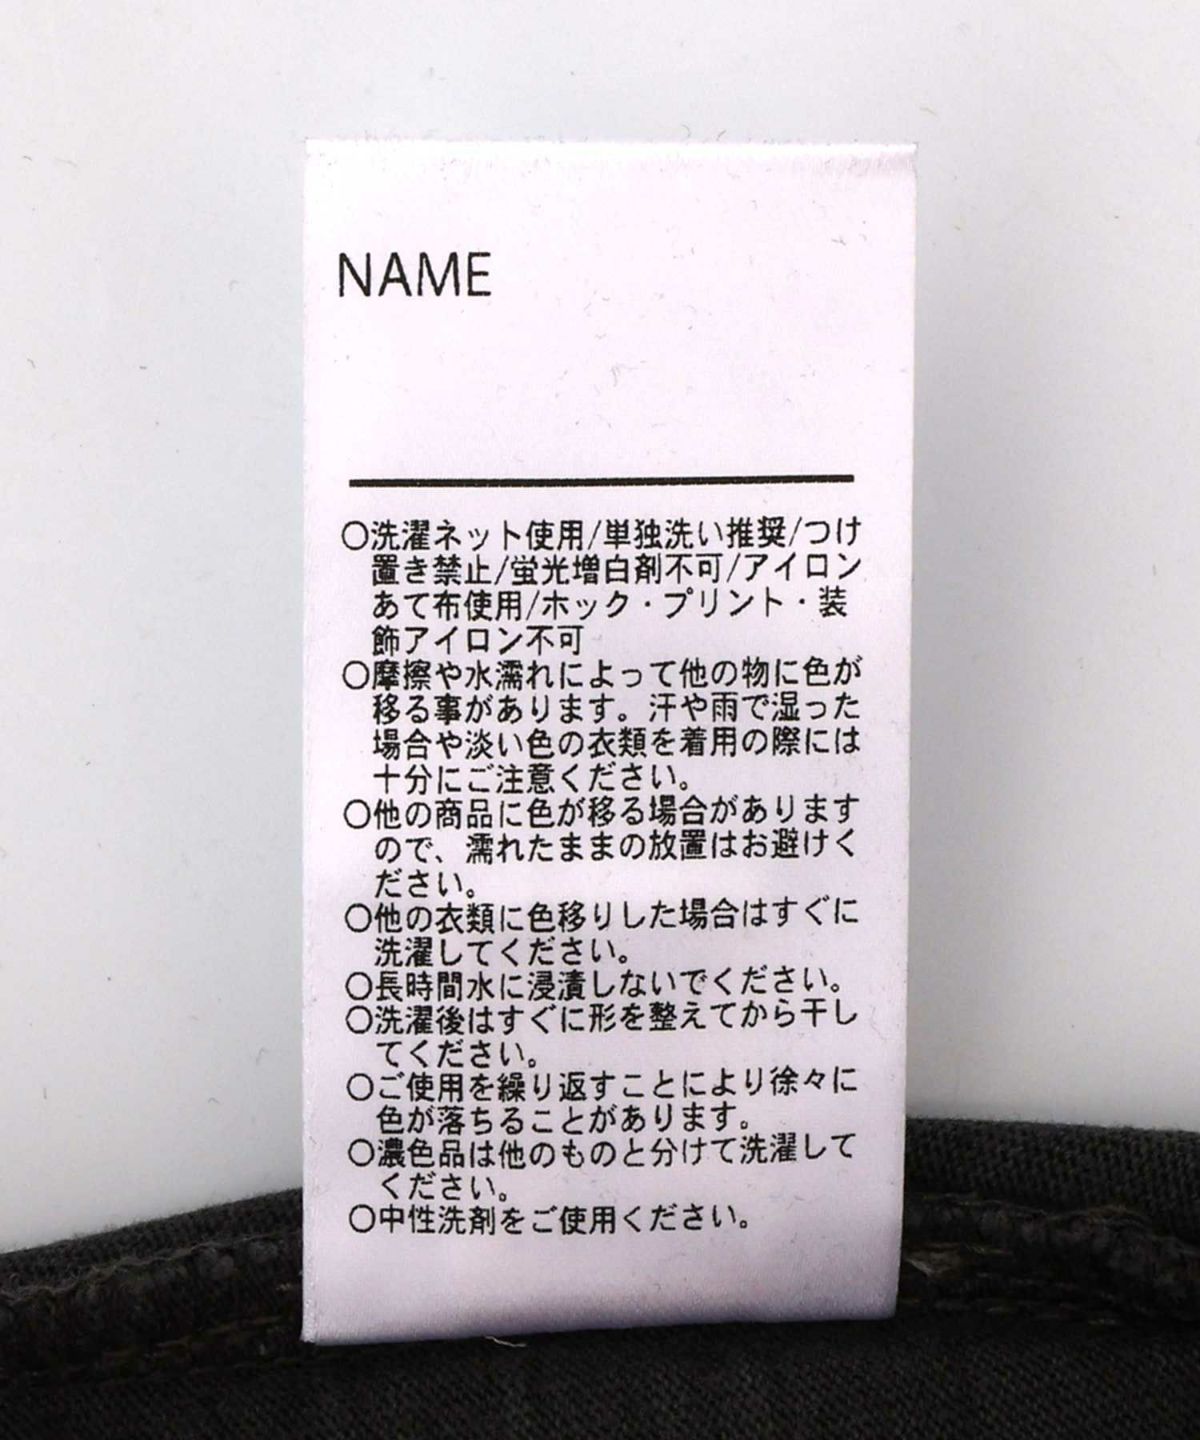 NAME
○洗濯ネット使用/単独洗い推奨/つけ
置き禁止/蛍光増白剤不可/アイロン
あて布使用/ホック・プリント・装
飾アイロン不可
○摩擦や水濡れによって他の物に色が
移る事があります。汗や雨で湿った
場合や淡い色の衣類を着用の際には
十分にご注意ください。
○他の商品に色が移る場合があります
ので、濡れたままの放置はお避けく
ださい。
○他の衣類に色移りした場合はすぐに
洗濯してください。
○長時間水に浸漬しないでください。
○洗濯後はすぐに形を整えてから干し
てください。
○ご使用を繰り返すことにより徐々に
色が落ちることがあります。
○濃色品は他のものと分けて洗濯して
ください。
○中性洗剤をご使用ください。